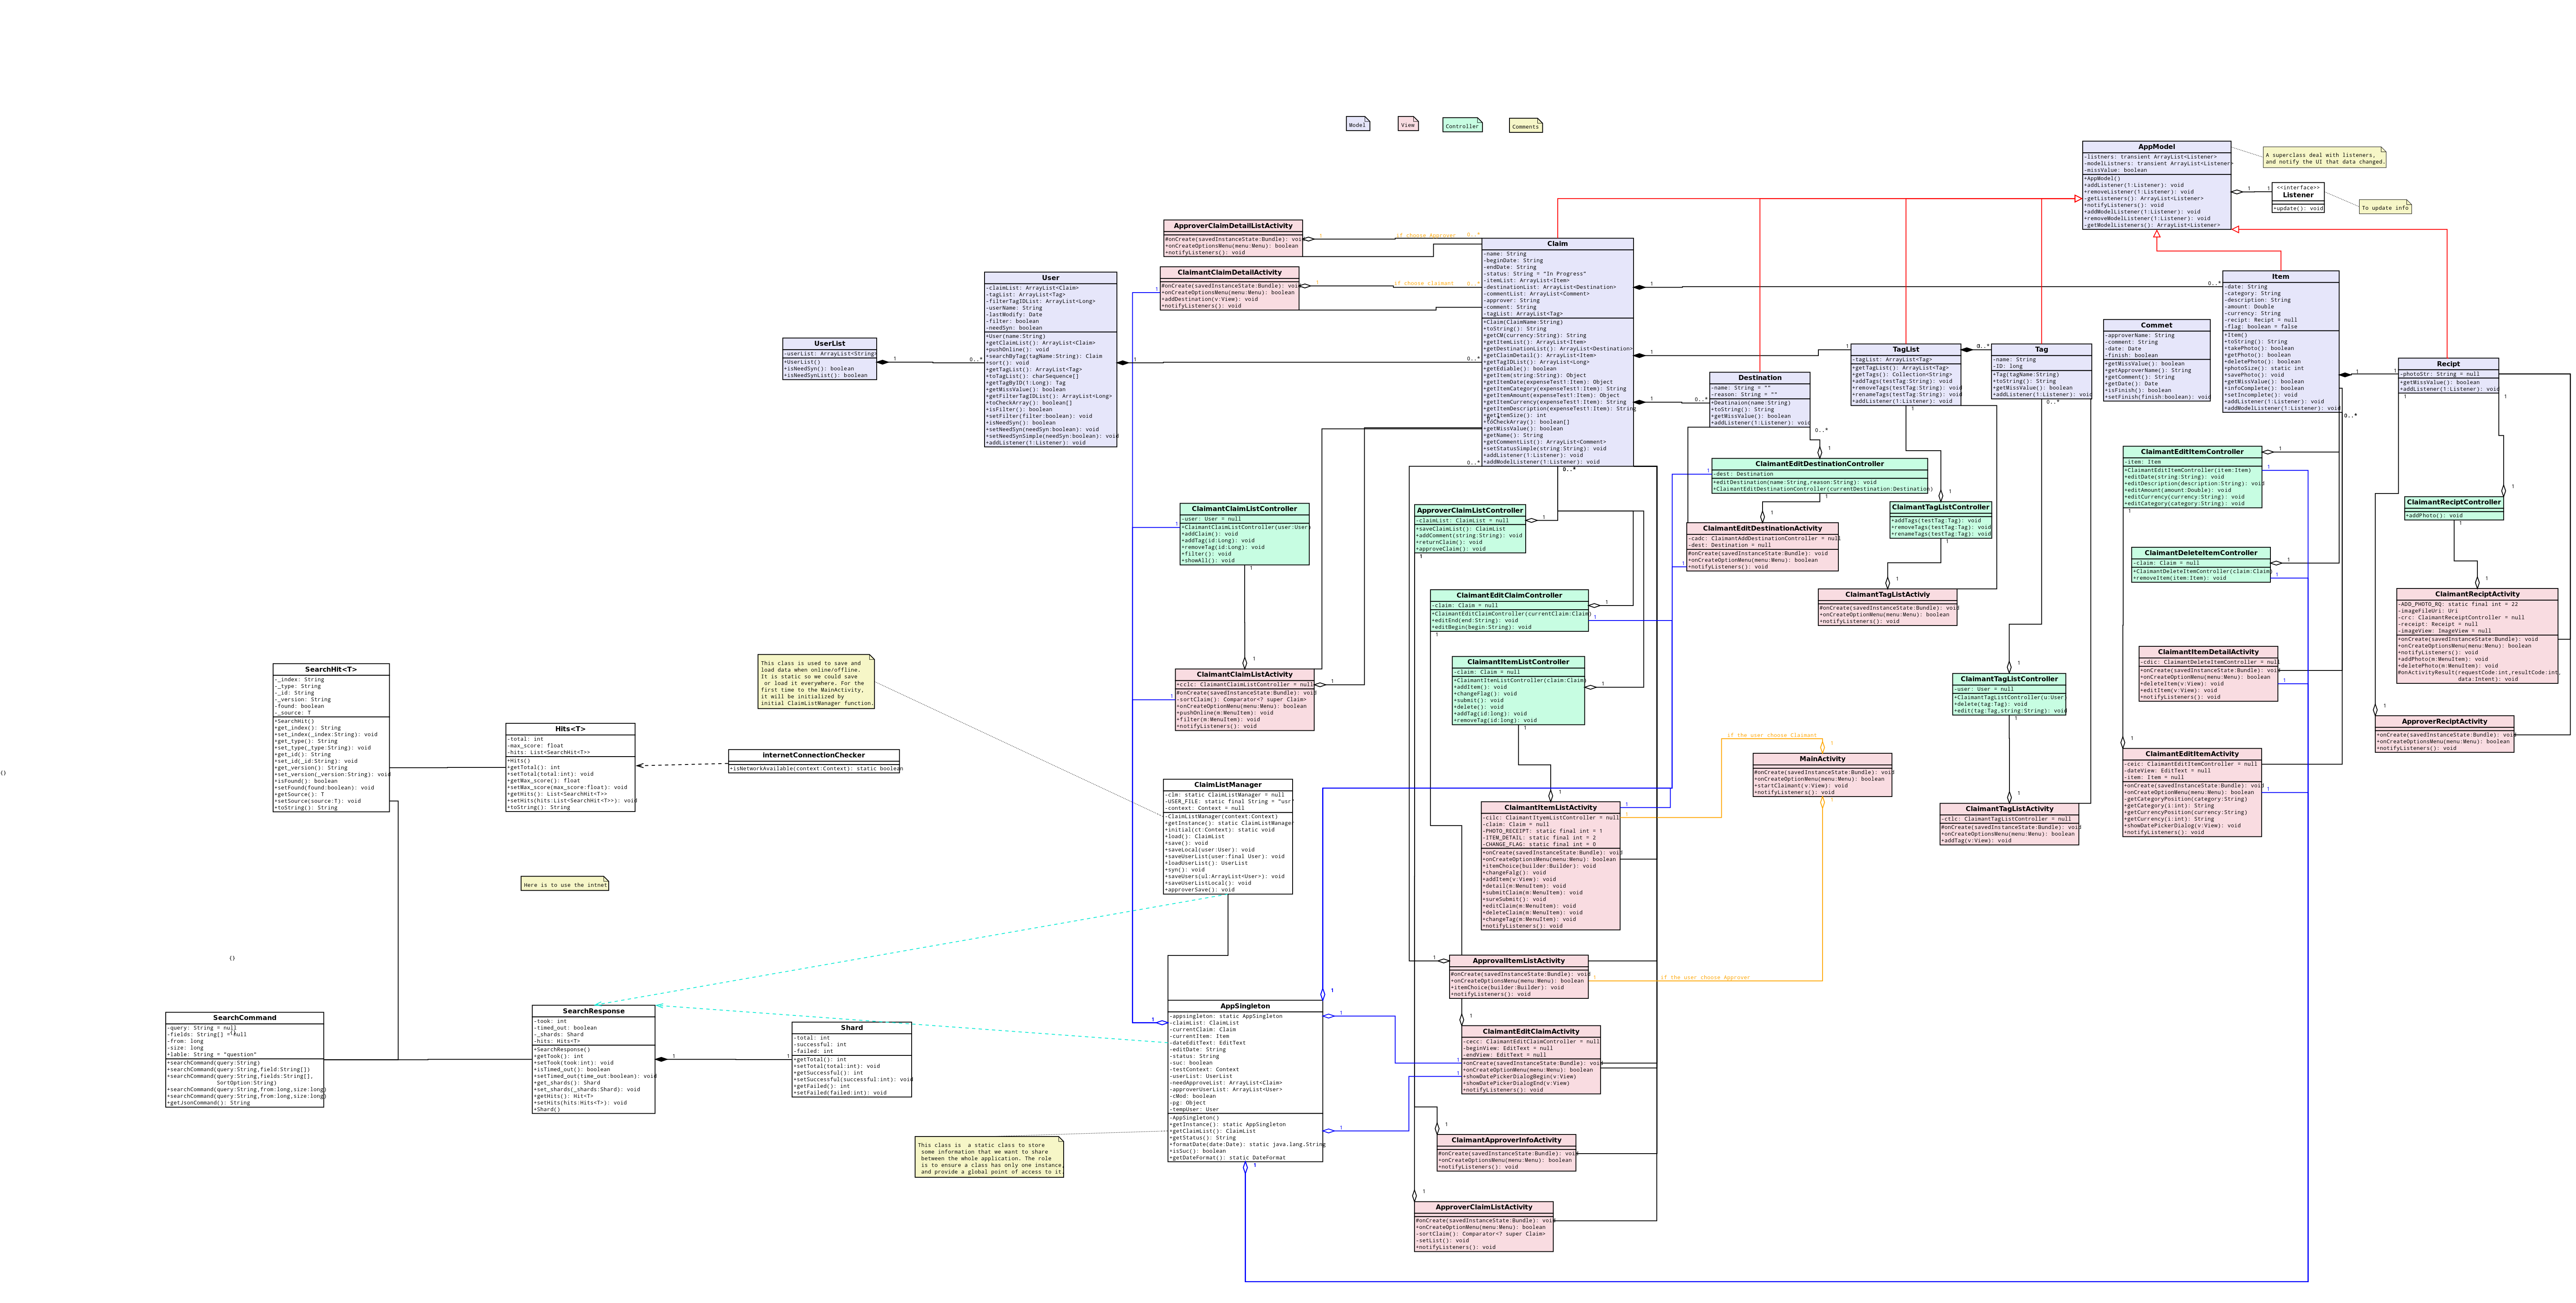 Model
View
Controller
Comments
AppModel
-listners: transient ArrayList<Listener>
-modelListners: transient ArrayList<Listener>
-missValue: boolean
+AppModel()
+addListener(l:Listener): void
+removeListener(l:Listener): void
-getListeners(): ArrayList<Listener>
+notifyListeners(): void
+addModelListener(l:Listener): void
+removeModelListener(l:Listener): void
-getModelListeners(): ArrayList<Listener>
A superclass deal with listeners,
and notify the UI that data changed.
<<interface>>
Listener
+update(): void
To update info
ApproverClaimDetailListActivity
#onCreate(savedInstanceState:Bundle): void
+onCreateOptionsMenu(menu:Menu): boolean
+notifyListeners(): void
if choose Approver
ClaimantClaimDetailActivity
#onCreate(savedInstanceState:Bundle): void
+onCreateOptionsMenu(menu:Menu): boolean
+addDestination(v:View): void
+notifyListeners(): void
if choose claimant
Claim
-name: String
-beginDate: String
-endDate: String
-status: String = "In Progress"
-itemList: ArrayList<Item>
-destinationList: ArrayList<Destination>
-commentList: ArrayList<Comment>
-approver: String
-comment: String
-tagList: ArrayList<Tag>
+Claim(ClaimName:String)
+toString(): String
+getCM(currency:String): String
+getItemList(): ArrayList<Item>
+getDestinationList(): ArrayList<Destination>
+getClaimDetail(): ArrayList<Item>
+getTagIDList(): ArrayList<Long>
+getEdiable(): boolean
+getItem(string:String): Object
+getItemDate(expenseTest1:Item): Object
+getItemCategory(expenseTest1:Item): String
+getItemAmount(expenseTest1:Item): Object
+getItemCurrency(expenseTest1:Item): String
+getItemDescription(expenseTest1:Item): String
+getItemSize(): int
+toCheckArray(): boolean[]
+getMissValue(): boolean
+getName(): String
+getCommentList(): ArrayList<Comment>
+setStatusSimple(string:String): void
+addListener(l:Listener): void
+addModelListener(l:Listener): void
User
-claimList: ArrayList<Claim>
-tagList: ArrayList<Tag>
-filterTagIDList: ArrayList<Long>
-userName: String
-lastModify: Date
-filter: boolean
-needSyn: boolean
+User(name:String)
+getClaimList(): ArrayList<Claim>
+pushOnline(): void
+searchByTag(tagName:String): Claim
+sort(): void
+getTagList(): ArrayList<Tag>
+toTagList(): charSequence[]
+getTagByID(l:Long): Tag
+getMissValue(): boolean
+getFilterTagIDList(): ArrayList<Long>
+toCheckArray(): boolean[]
+isFilter(): boolean
+setFilter(filter:boolean): void
+isNeedSyn(): boolean
+setNeedSyn(needSyn:boolean): void
+setNeedSynSimple(needSyn:boolean): void
+addListener(l:Listener): void
UserList
-userList: ArrayList<String>
+UserList()
+isNeedSyn(): boolean
+isNeedSynList(): boolean
TagList
-tagList: ArrayList<Tag>
+getTagList(): ArrayList<Tag>
+getTags(): Collection<String>
+addTags(testTag:String): void
+removeTags(testTag:String): void
+renameTags(testTag:String): void
+addListener(l:Listener): void
Tag
-name: String
-ID: long
+Tag(tagName:String)
+toString(): String
+getMissValue(): boolean
+addListener(l:Listener): void
Destination
-name: String = ""
-reason: String = ""
+Deatinaion(name:String)
+toString(): String
+getMissValue(): boolean
+addListener(l:Listener): void
Commet
-approverName: String
-comment: String
-date: Date
-finish: boolean
+getMissValue(): boolean
+getApproverName(): String
+getComment(): String
+getDate(): Date
+isFinish(): boolean
+setFinish(finish:boolean): void
Item
-date: String
-category: String
-description: String
-amount: Double
-currency: String
-recipt: Recipt = null
-flag: boolean = false
+Item()
+toString(): String
+takePhoto(): boolean
+getPhoto(): boolean
+deletePhoto(): boolean
+photoSize(): static int
+savePhoto(): void
+getMissValue(): boolean
+infoComplete(): boolean
+setIncomplete(): void
+addListener(l:Listener): void
+addModelListener(l:Listener): void
Recipt
-photoStr: String = null
+getMissValue(): boolean
+addListener(l:Listener): void
ClaimantClaimListController
-user: User = null
+ClaimantClaimListController(user:User)
+addClaim(): void
+addTag(id:Long): void
+removeTag(id:Long): void
+filter(): void
+showAll(): void
ApproverClaimListController
-claimList: ClaimList = null
+saveClaimList(): ClaimList
+addComment(string:String): void
+returnClaim(): void
+approveClaim(): void
ClaimantEditDestinationController
-dest: Destination
+editDestination(name:String,reason:String): void
+ClaimantEditDestinationController(currentDestination:Destination)
ClaimantEditDestinationActivity
-cadc: ClaimantAddDestinationController = null
-dest: Destination = null
#onCreate(savedInstanceState:Bundle): void
+onCreateOptionMenu(menu:Menu): boolean
+notifyListeners(): void
ClaimantTagListController
+addTags(testTag:Tag): void
+removeTags(testTag:Tag): void
+renameTags(testTag:Tag): void
ClaimantTagListActiviy
#onCreate(savedInstanceState:Bundle): void
+onCreateOptionMenu(menu:Menu): boolean
+notifyListeners(): void
ClaimantEditItemController
-item: Item
+ClaimantEditItemController(item:Item)
+editDate(string:String): void
+editDescription(description:String): void
+editAmount(amount:Double): void
+editCurrency(currency:String): void
+editCategory(category:String): void
ClaimantReciptController
+addPhoto(): void
ClaimantDeleteItemController
-claim: Claim = null
+ClaimantDeleteItemController(claim:Claim)
+removeItem(item:Item): void
ClaimantEditClaimController
-claim: Claim = null
+ClaimantEditClaimController(currentClaim:Claim)
+editEnd(end:String): void
+editBegin(begin:String): void
ClaimantReciptActivity
-ADD_PHOTO_RQ: static final int = 22
-imageFileUri: Uri
-crc: ClaimantReceiptController = null
-receipt: Receipt = null
-imageView: ImageView = null
+onCreate(savedInstanceState:Bundle): void
+onCreateOptionsMenu(menu:Menu): boolean
+notifyListeners(): void
+addPhoto(m:MenuItem): void
+deletePhoto(m:MenuItem): void
#onActivityResult(requestCode:int,resultCode:int,
data:Intent): void
ClaimantItemDetailActivity
-cdic: ClaimantDeleteItemController = null
+onCreate(savedInstanceState:Bundle): void
+onCreateOptionMenu(menu:Menu): boolean
+deleteItem(v:View): void
+editItem(v:View): void
+notifyListeners(): void
ClaimantItemListController
-claim: Claim = null
+ClaimantItenListController(claim:Claim)
+addItem(): void
+changeFlag(): void
+submit(): void
+delete(): void
+addTag(id:long): void
+removeTag(id:long): void
ClaimantTagListController
-user: User = null
+ClaimantTagListController(u:User)
+delete(tag:Tag): void
+edit(tag:Tag,string:String): void
ClaimantClaimListActivity
+cclc: ClaimantClaimListController = null
#onCreate(savedInstanceState:Bundle): void
-sortClaim(): Comparator<? super Claim>
+onCreateOptionMenu(menu:Menu): boolean
+pushOnline(m:MenuItem): void
+filter(m:MenuItem): void
+notifyListeners(): void
This class is used to save and
load data when online/offline.
It is static so we could save
or load it everywhere. For the
first time to the MainActivity,
it will be initialized by
initial ClaimListManager function.
SearchHit<T>
-_index: String
-_type: String
-_id: String
-_version: String
-found: boolean
-_source: T
+SearchHit()
+get_index(): String
+set_index(_index:String): void
+get_type(): String
+set_type(_type:String): void
+get_id(): String
+set_id(_id:String): void
+get_version(): String
+set_version(_version:String): void
+isFound(): boolean
+setFound(found:boolean): void
+getSource(): T
+setSource(source:T): void
+toString(): String
Hits<T>
-total: int
-max_score: float
-hits: List<SearchHit<T>>
+Hits()
+getTotal(): int
+setTotal(total:int): void
+getMax_score(): float
+setMax_score(max_score:float): void
+getHits(): List<SearchHit<T>>
+setHits(hits:List<SearchHit<T>>): void
+toString(): String
internetConnectionChecker
+isNetworkAvailable(context:Context): static boolean
ApproverReciptActivity
+onCreate(savedInstanceState:Bundle): void
+onCreateOptionsMenu(menu:Menu): boolean
+notifyListeners(): void
if the user choose Claimant
MainActivity
#onCreate(savedInstanceState:Bundle): void
+onCreateOptionMenu(menu:Menu): boolean
+startClaimant(v:View): void
+notifyListeners(): void
ClaimantEditItemActivity
-ceic: ClaimantEditItemController = null
-dateView: EditText = null
-item: Item = null
+onCreate(savedInstanceState:Bundle): void
+onCreateOptionMenu(menu:Menu): boolean
-getCategoryPosition(category:String)
+getCategory(i:int): String
+getCurrencyPosition(currency:String)
+getCurrency(i:int): String
+showDatePickerDialog(v:View): void
+notifyListeners(): void
ClaimListManager
-clm: static ClaimListManager = null
-USER_FILE: static final String = "usr"
-context: Context = null
-ClaimListManager(context:Context)
+getInstance(): static ClaimListManager
+initial(ct:Context): static void
+load(): ClaimList
+save(): void
+saveLocal(user:User): void
+saveUserList(user:final User): void
+loadUserList(): UserList
+syn(): void
+saveUsers(ul:ArrayList<User>): void
+saveUserListLocal(): void
+approverSave(): void
ClaimantItemListActivity
-cilc: ClaimantItyemListController = null
-claim: Claim = null
-PHOTO_RECEIPT: static final int = 1
-ITEM_DETAIL: static final int = 2
-CHANGE_FLAG: static final int = 0
+onCreate(savedInstanceState:Bundle): void
+onCreateOptionsMenu(menu:Menu): boolean
+itemChoice(builder:Builder): void
+changeFalg(): void
+addItem(v:View): void
+detail(m:MenuItem): void
+submitClaim(m:MenuItem): void
+sureSubmit(): void
+editClaim(m:MenuItem): void
+deleteClaim(m:MenuItem): void
+changeTag(m:MenuItem): void
+notifyListeners(): void
ClaimantTagListActivity
-ctlc: ClaimantTagListController = null
#onCreate(savedInstanceState:Bundle): void
+onCreateOptionsMenu(menu:Menu): boolean
+addTag(v:View): void
Here is to use the intnet
ApprovalItemListActivity
#onCreate(savedInstanceState:Bundle): void
+onCreateOptionsMenu(menu:Menu): boolean
+itemChoice(builder:Builder): void
+notifyListeners(): void
if the user choose Approver
SearchCommand
-query: String = null
-fields: String[] = null
-from: long
-size: long
+lable: String = "question"
+searchCommand(query:String)
+searchCommand(query:String,field:String[])
+searchCommand(query:String,fields:String[],
SortOption:String)
+searchCommand(query:String,from:long,size:long)
+searchCommand(query:String,from:long,size:long)
+getJsonCommand(): String
SearchResponse
-took: int
-timed_out: boolean
-_shards: Shard
-hits: Hits<T>
+SearchResponse()
+getTook(): int
+setTook(took:int): void
+isTimed_out(): boolean
+setTimed_out(time_out:boolean): void
+get_shards(): Shard
+set_shards(_shards:Shard): void
+getHits(): Hit<T>
+setHits(hits:Hits<T>): void
+Shard()
Shard
-total: int
-successful: int
-failed: int
+getTotal(): int
+setTotal(total:int): void
+getSuccessful(): int
+setSuccessful(successful:int): void
+getFailed(): int
+setFailed(failed:int): void
AppSingleton
-appsingleton: static AppSingleton
-claimList: ClaimList
-currentClaim: Claim
-currentItem: Item
-dateEditText: EditText
-editDate: String
-status: String
-suc: boolean
-testContext: Context
-userList: UserList
-needApproveList: ArrayList<Claim>
-approverUserList: ArrayList<User>
-cMod: boolean
-pg: Object
-tempUser: User
-AppSingleton()
+getInstance(): static AppSingleton
+getClaimList(): ClaimList
+getStatus(): String
+formatDate(date:Date): static java.lang.String
+isSuc(): boolean
+getDateFormat(): static DateFormat
ClaimantEditClaimActivity
-cecc: ClaimantEditClaimController = null
-beginView: EditText = null
-endView: EditText = null
+onCreate(savedInstanceState:Bundle): void
+onCreateOptionMenu(menu:Menu): boolean
+showDatePickerDialogBegin(v:View)
+showDatePickerDialogEnd(v:View)
+notifyListeners(): void
This class is  a static class to store
some information that we want to share
between the whole application. The role
is to ensure a class has only one instance,
and provide a global point of access to it.
ClaimantApproverInfoActivity
#onCreate(savedInstanceState:Bundle): void
+onCreateOptionsMenu(menu:Menu): boolean
+notifyListeners(): void
ApproverClaimListActivity
#onCreate(savedInstanceState:Bundle): void
+onCreateOptionMenu(menu:Menu): boolean
-sortClaim(): Comparator<? super Claim>
-setList(): void
+notifyListeners(): void